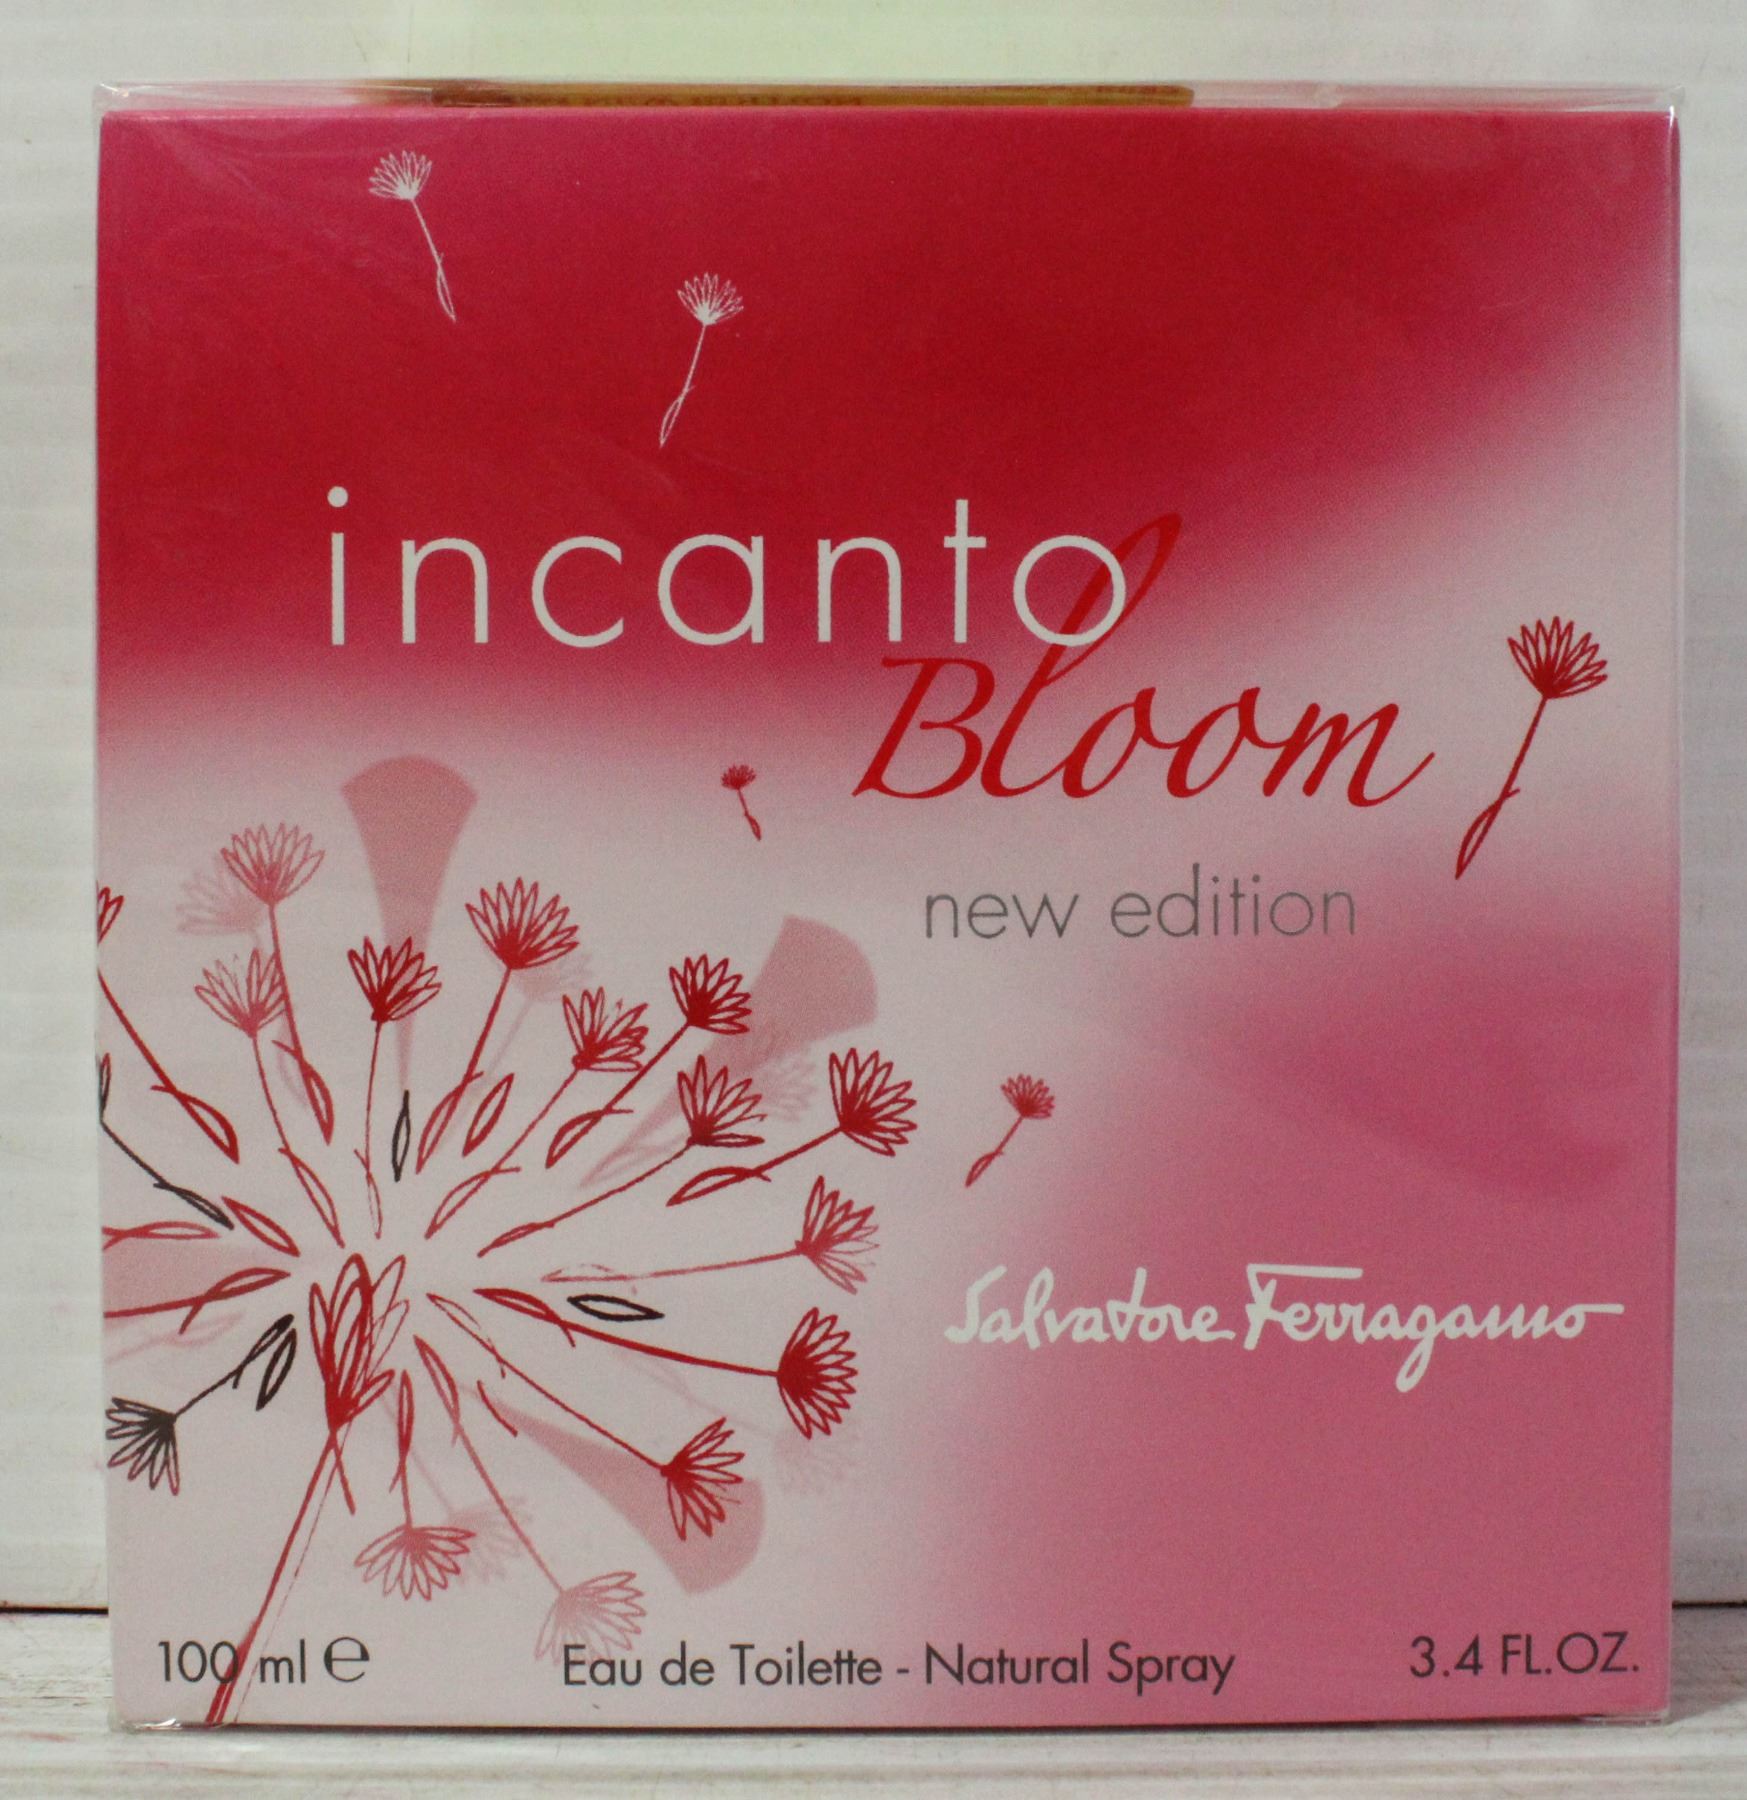 incanto
Bloom
new edition
Salvatore Ferragamo
100 ml ℮ Eau de Toilette - Natural Spray 3.4 FL.OZ.